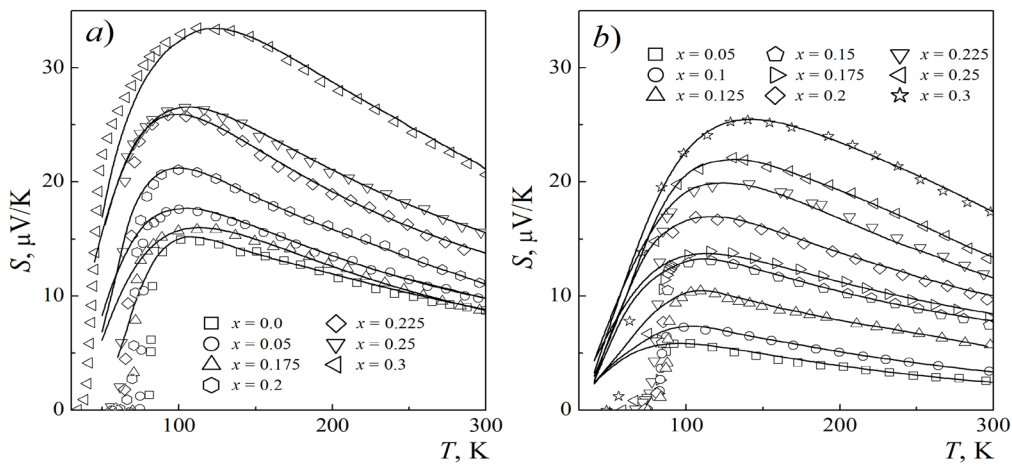 a)
S, μV/K
30
20
10
0
100
200
300
T, K
x = 0.0
x = 0.05
x = 0.175
x = 0.2
x = 0.225
x = 0.25
x = 0.3
b)
S, μV/K
30
20
10
0
100
200
300
T, K
x = 0.05
x = 0.1
x = 0.125
x = 0.15
x = 0.175
x = 0.2
x = 0.225
x = 0.25
x = 0.3